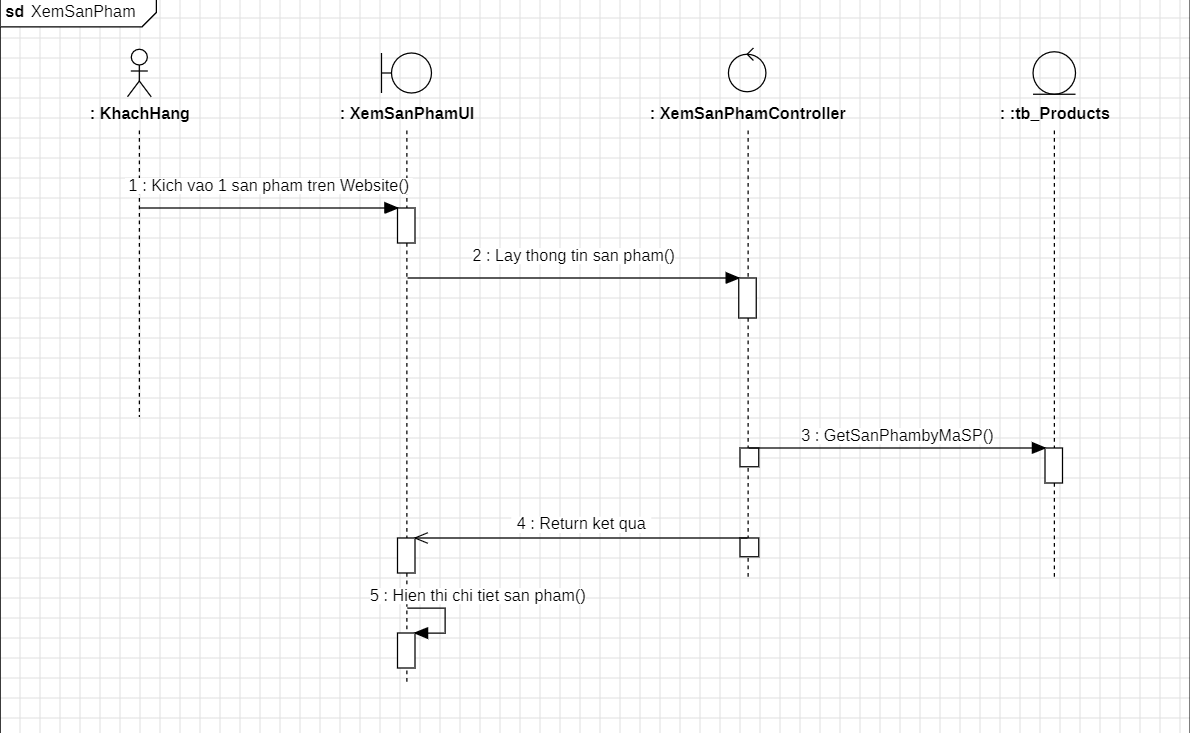 sd XemSanPham
: KhachHang
: XemSanPhamUI
: XemSanPhamController
: :tb_Products
1 : Kich vao 1 san pham tren Website()
2 : Lay thong tin san pham()
3 : GetSanPhambyMaSP()
4 : Return ket qua
5 : Hien thi chi tiet san pham()